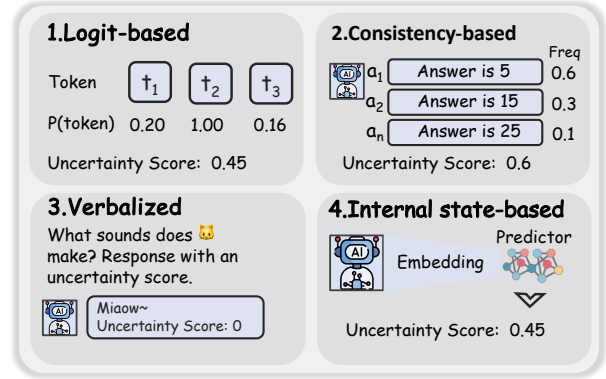 1.Logit-based
Token t1 t2 t3
P(token) 0.20 1.00 0.16
Uncertainty Score: 0.45
2.Consistency-based
Freq
AI a1 Answer is 5 0.6
a2 Answer is 15 0.3
an Answer is 25 0.1
Uncertainty Score: 0.6
3.Verbalized
What sounds does
make? Response with an
uncertainty score.
AI Miaow~
Uncertainty Score: 0
4.Internal state-based
Predictor
AI Embedding
Uncertainty Score: 0.45